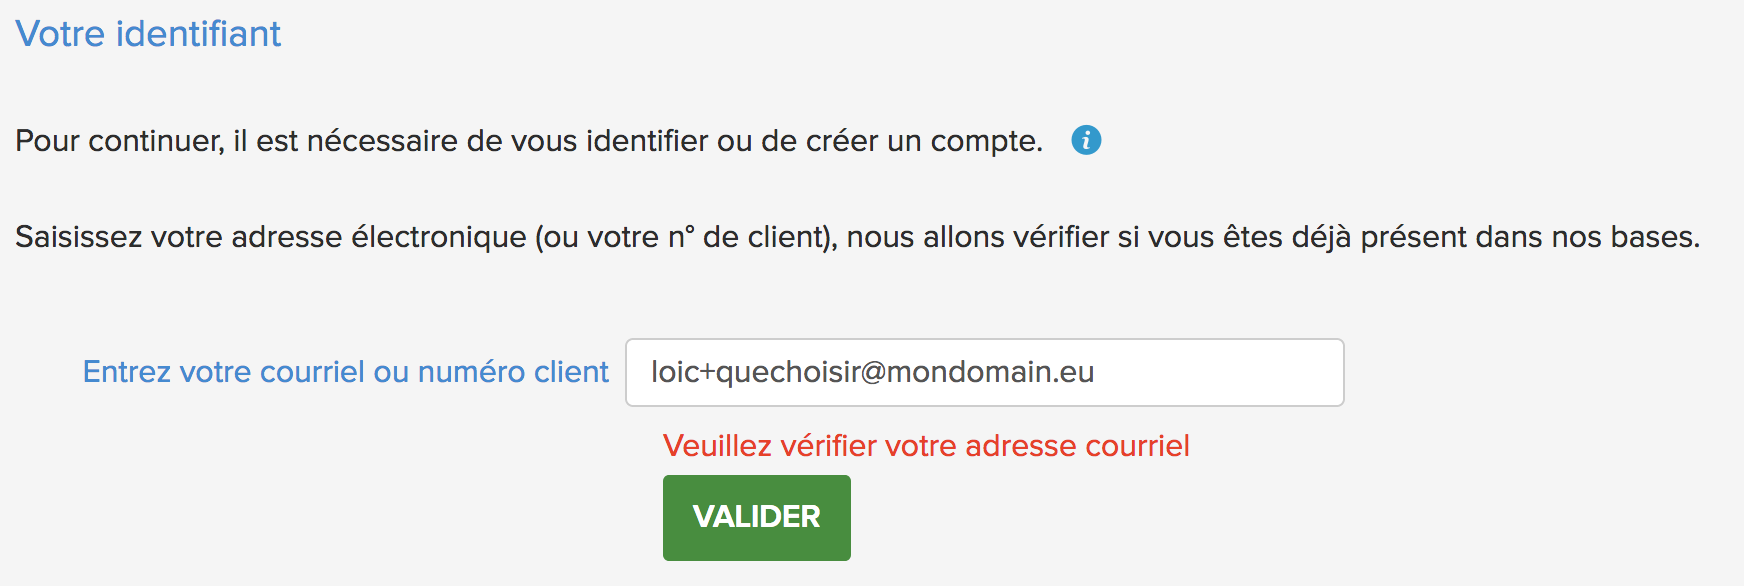 Votre identifiant
Pour continuer, il est nécessaire de vous identifier ou de créer un compte. i
Saisissez votre adresse électronique (ou votre n° de client), nous allons vérifier si vous êtes déjà présent dans nos bases.
Entrez votre courriel ou numéro client loic+quechoisir@mondomain.eu
Veuillez vérifier votre adresse courriel
VALIDER